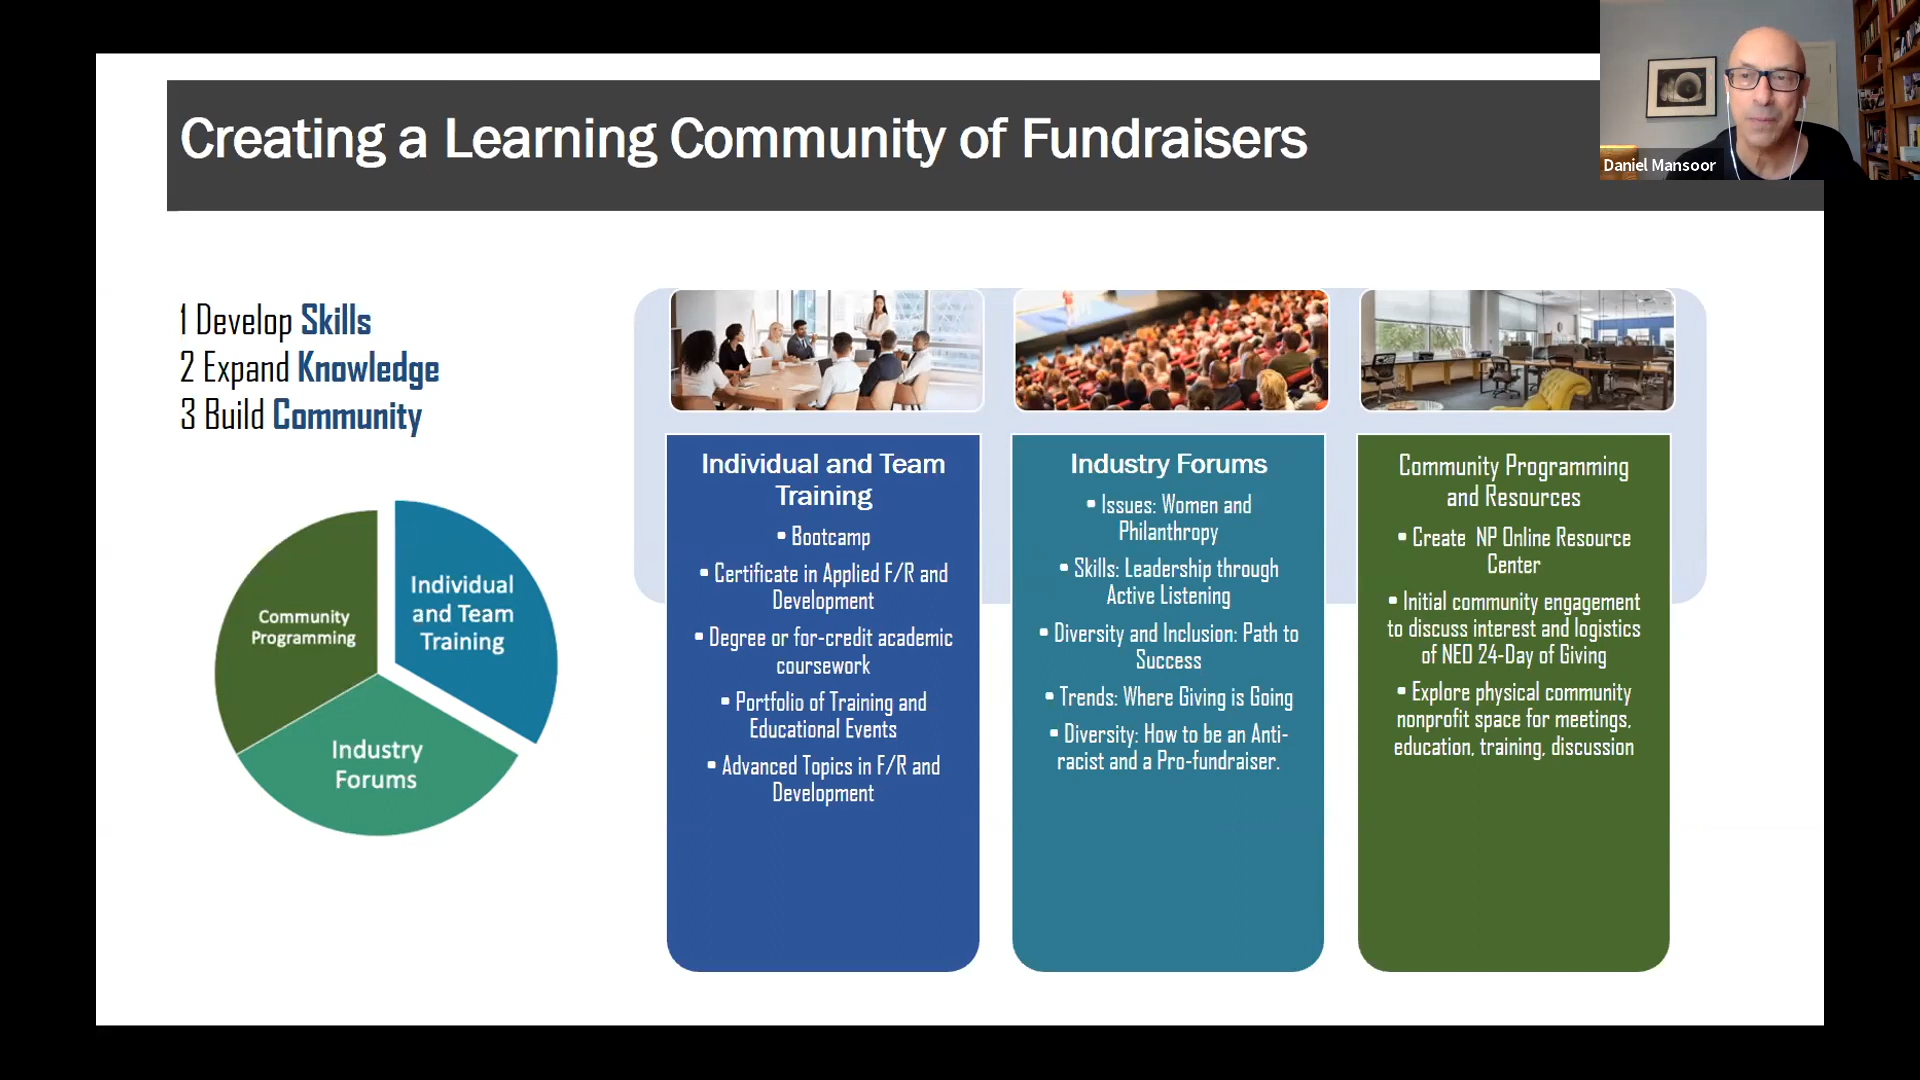 Creating a Learning Community of Fundraisers
Daniel Mansoor
1 Develop Skills
2 Expand Knowledge
3 Build Community
Community
Programming
Individual
and Team
Training
Industry
Forums
Individual and Team
Training
▪ Bootcamp
▪ Certificate in Applied F/R and
Development
▪ Degree or for-credit academic
coursework
▪ Portfolio of Training and
Educational Events
▪ Advanced Topics in F/R and
Development
Industry Forums
▪ Issues: Women and
Philanthropy
▪ Skills: Leadership through
Active Listening
▪ Diversity and Inclusion: Path to
Success
▪ Trends: Where Giving is Going
▪ Diversity: How to be an Anti-
racist and a Pro-fundraiser.
Community Programming
and Resources
▪ Create NP Online Resource
Center
▪ Initial community engagement
to discuss interest and logistics
of NEO 24-Day of Giving
▪ Explore physical community
nonprofit space for meetings,
education, training, discussion